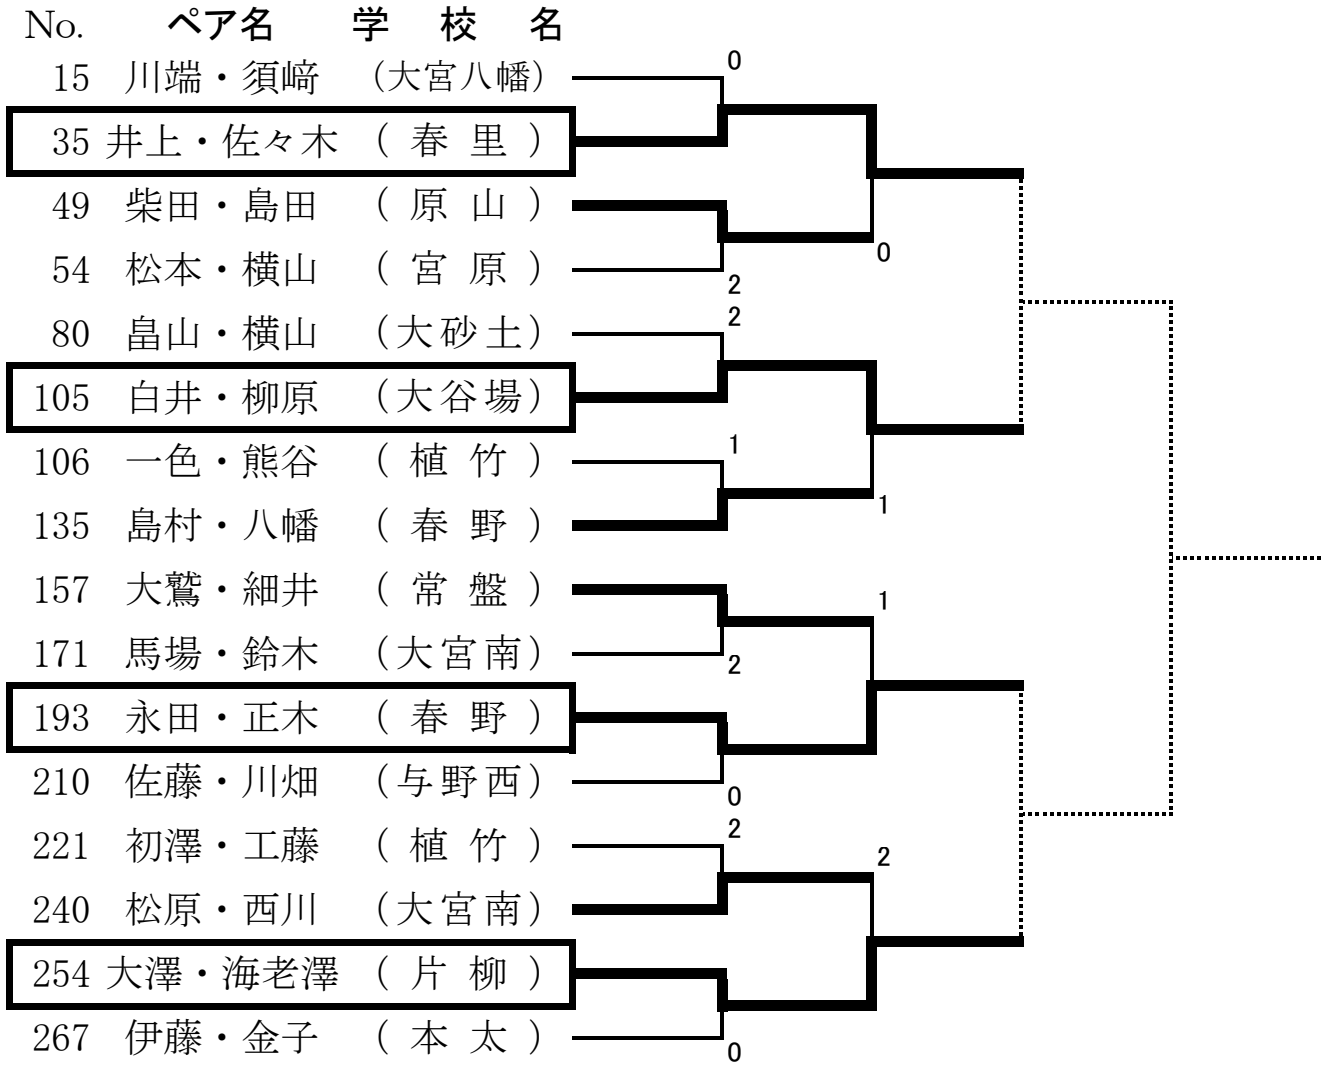 No. ペア名 学校名
0
15 川端・須﨑 (大宮八幡)
35 井上・佐々木 (春里)
49 柴田・島田 (原山)
0
54 松本・横山 (宮原)
2
2
80 畠山・横山 (大砂土)
105 白井・柳原 (大谷場)
1
106 一色・熊谷 (植竹)
1
135 島村・八幡 (春野)
157 大鷲・細井 (常盤)
1
171 馬場・鈴木 (大宮南)
2
193 永田・正木 (春野)
210 佐藤・川畑 (与野西)
0
2
221 初澤・工藤 (植竹)
2
240 松原・西川 (大宮南)
254 大澤・海老澤 (片柳)
267 伊藤・金子 (本太)
0